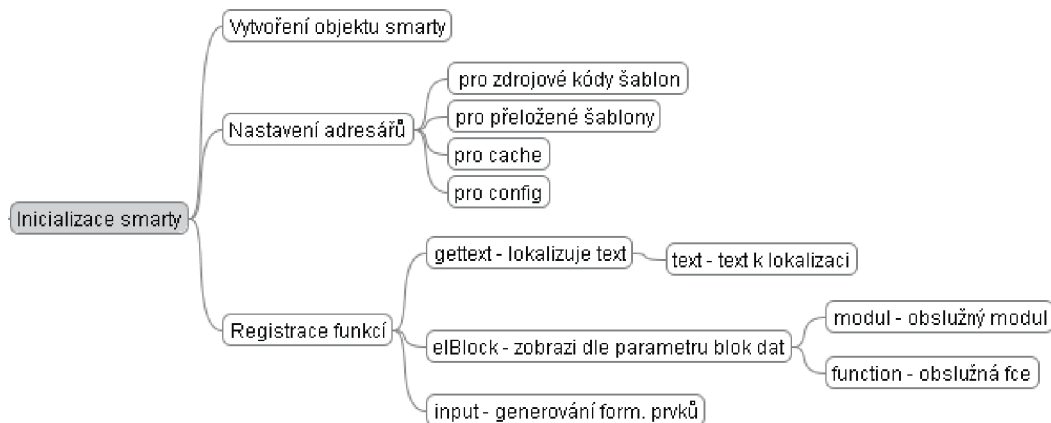 Vytvoření objektu smarty
pro zdrojové kódy šablon
pro přeložené šablony
Nastavení adresářů
pro cache
pro config
Inicializace smarty
gettext - lokalizuje text
text - text k lokalizaci
Registrace funkcí
modul - obslužný modul
elBlock - zobrazi dle parametru blok dat
function - obslužná fce
input - generování form. prvků